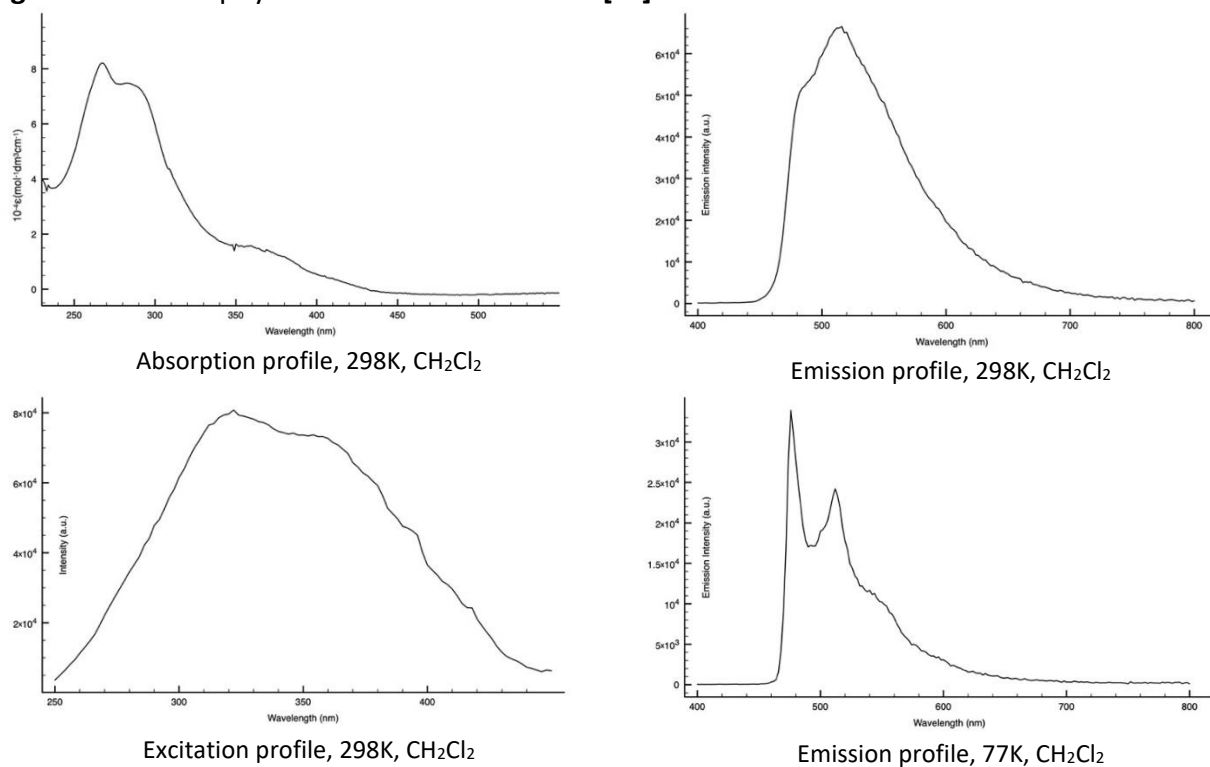 8
6
4
2
0
10⁻⁴ε(mol⁻¹dm³cm⁻¹)
250 300 350 400 450 500
Wavelength (nm)
Absorption profile, 298K, CH₂Cl₂
6×10⁴
5×10⁴
4×10⁴
3×10⁴
2×10⁴
10⁴
0
Emission intensity (a.u.)
400 500 600 700 800
Wavelength (nm)
Emission profile, 298K, CH₂Cl₂
8×10⁴
6×10⁴
4×10⁴
2×10⁴
Intensity (a.u.)
250 300 350 400
Wavelength (nm)
Excitation profile, 298K, CH₂Cl₂
3×10⁴
2.5×10⁴
2×10⁴
1.5×10⁴
10⁴
5×10³
0
Emission Intensity (a.u.)
400 500 600 700 800
Wavelength (nm)
Emission profile, 77K, CH₂Cl₂